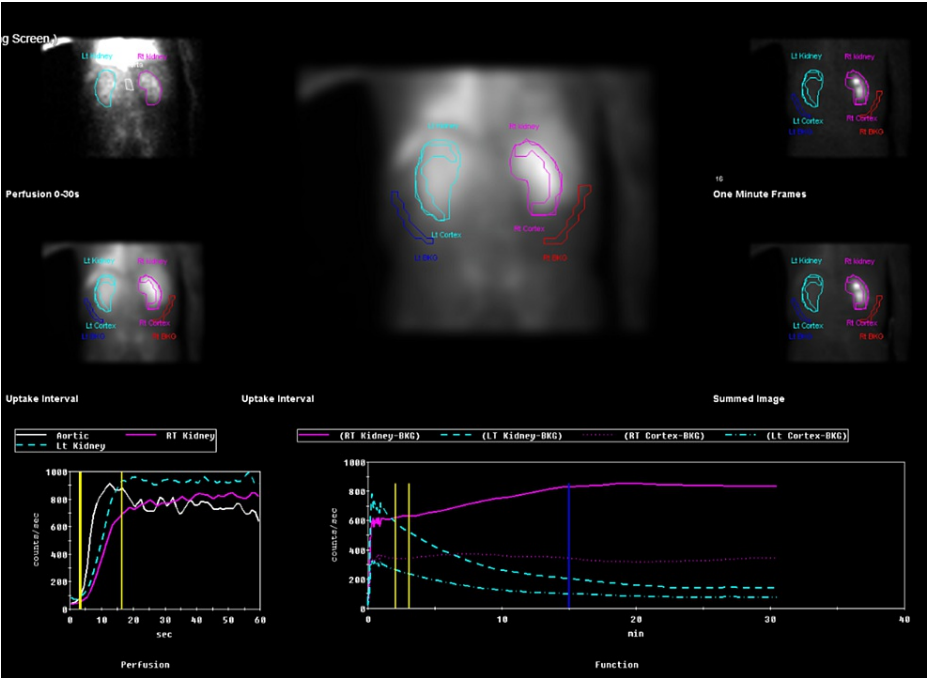 g Screen )
Lt Kidney Rt kidney
Perfusion 0-30s
Lt Kidney Rt kidney
Lt Cortex Rt Cortex
Lt BKG Rt BKG
Uptake Interval
Lt Kidney Rt kidney
Lt Cortex Rt Cortex
Lt BKG Rt BKG
Uptake Interval
Lt Kidney Rt kidney
Lt Cortex Rt Cortex
Lt BKG Rt BKG
16
One Minute Frames
Lt Kidney Rt kidney
Lt Cortex Rt Cortex
Lt BKG Rt BKG
Summed Image
Aortic RT Kidney
Lt Kidney
1000
800
600
400
200
0
counts/sec
0 10 20 30 40 50 60
sec
Perfusion
(RT Kidney-BKG) (LT Kidney-BKG) (RT Cortex-BKG) (Lt Cortex-BKG)
1000
800
600
400
200
0
counts/sec
0 10 20 30 40
min
Function